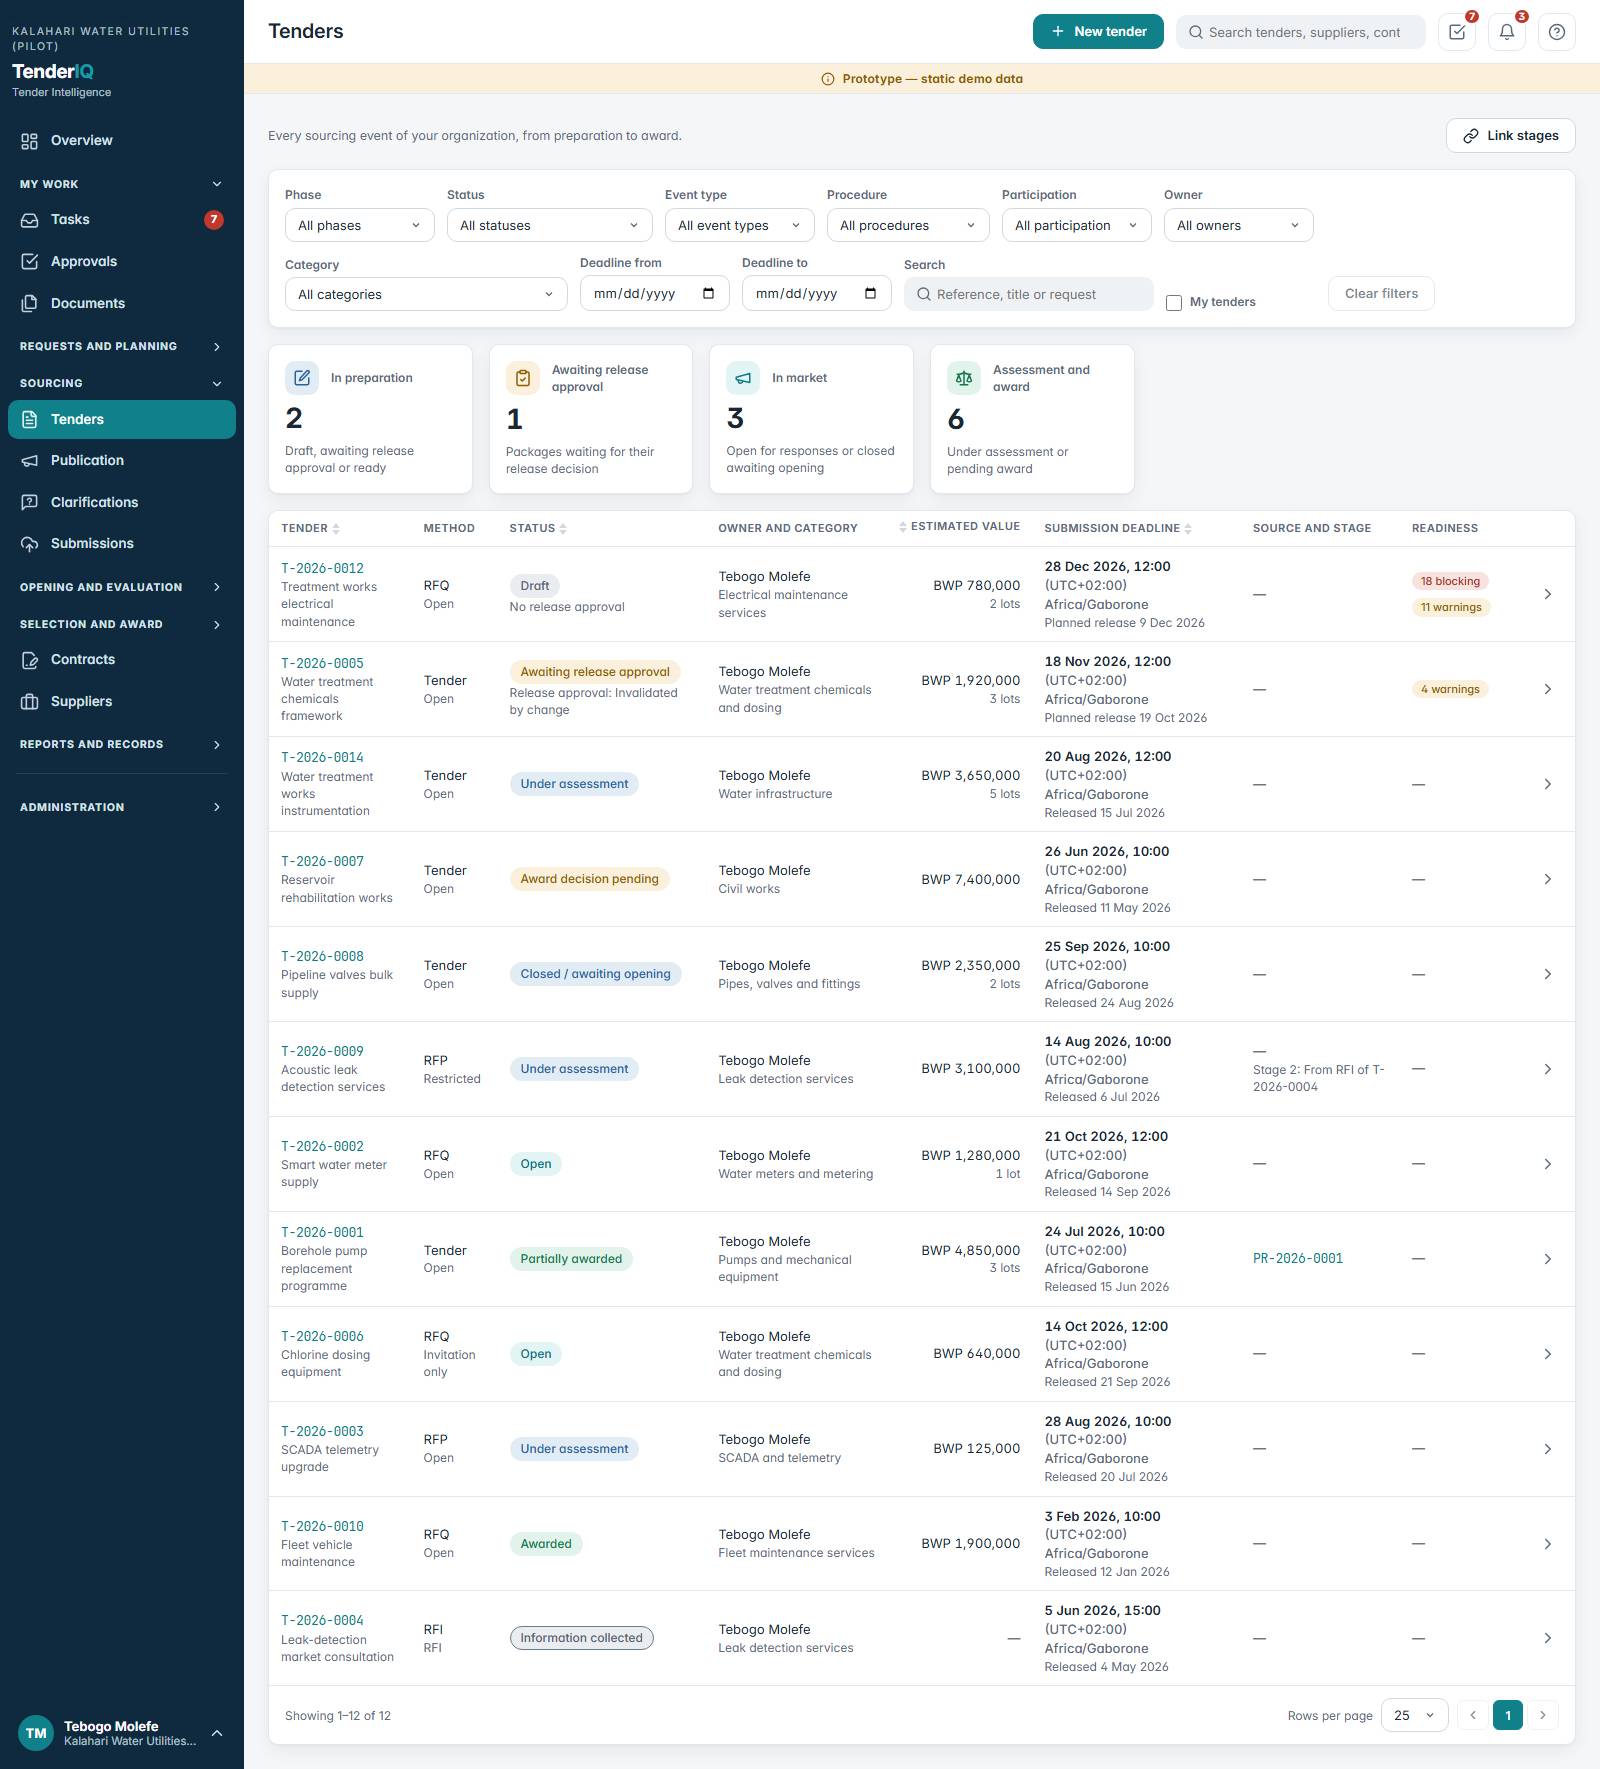 KALAHARI WATER UTILITIES
(PILOT)
TenderIQ
Tender Intelligence
Overview
MY WORK
Tasks 7
Approvals
Documents
REQUESTS AND PLANNING
SOURCING
Tenders
Publication
Clarifications
Submissions
OPENING AND EVALUATION
SELECTION AND AWARD
Contracts
Suppliers
REPORTS AND RECORDS
ADMINISTRATION
TM
Tebogo Molefe
Kalahari Water Utilities...
Tenders
New tender
Search tenders, suppliers, cont
7
3
Prototype — static demo data
Every sourcing event of your organization, from preparation to award.
Link stages
Phase Status Event type Procedure Participation Owner
All phases All statuses All event types All procedures All participation All owners
Category Deadline from Deadline to Search
All categories mm/dd/yyyy mm/dd/yyyy Reference, title or request My tenders Clear filters
In preparation
2
Draft, awaiting release
approval or ready
Awaiting release
approval
1
Packages waiting for their
release decision
In market
3
Open for responses or closed
awaiting opening
Assessment and
award
6
Under assessment or
pending award
TENDER METHOD STATUS OWNER AND CATEGORY ESTIMATED VALUE SUBMISSION DEADLINE SOURCE AND STAGE READINESS
T-2026-0012
Treatment works
electrical
maintenance
RFQ
Open
Draft
No release approval
Tebogo Molefe
Electrical maintenance
services
BWP 780,000
2 lots
28 Dec 2026, 12:00
(UTC+02:00)
Africa/Gaborone
Planned release 9 Dec 2026
—
18 blocking
11 warnings
T-2026-0005
Water treatment
chemicals
framework
Tender
Open
Awaiting release approval
Release approval: Invalidated
by change
Tebogo Molefe
Water treatment chemicals
and dosing
BWP 1,920,000
3 lots
18 Nov 2026, 12:00
(UTC+02:00)
Africa/Gaborone
Planned release 19 Oct 2026
—
4 warnings
T-2026-0014
Water treatment
works
instrumentation
Tender
Open
Under assessment
Tebogo Molefe
Water infrastructure
BWP 3,650,000
5 lots
20 Aug 2026, 12:00
(UTC+02:00)
Africa/Gaborone
Released 15 Jul 2026
—
—
T-2026-0007
Reservoir
rehabilitation works
Tender
Open
Award decision pending
Tebogo Molefe
Civil works
BWP 7,400,000
26 Jun 2026, 10:00
(UTC+02:00)
Africa/Gaborone
Released 11 May 2026
—
—
T-2026-0008
Pipeline valves bulk
supply
Tender
Open
Closed / awaiting opening
Tebogo Molefe
Pipes, valves and fittings
BWP 2,350,000
2 lots
25 Sep 2026, 10:00
(UTC+02:00)
Africa/Gaborone
Released 24 Aug 2026
—
—
T-2026-0009
Acoustic leak
detection services
RFP
Restricted
Under assessment
Tebogo Molefe
Leak detection services
BWP 3,100,000
14 Aug 2026, 10:00
(UTC+02:00)
Africa/Gaborone
Released 6 Jul 2026
—
Stage 2: From RFI of T-
2026-0004
—
T-2026-0002
Smart water meter
supply
RFQ
Open
Open
Tebogo Molefe
Water meters and metering
BWP 1,280,000
1 lot
21 Oct 2026, 12:00
(UTC+02:00)
Africa/Gaborone
Released 14 Sep 2026
—
—
T-2026-0001
Borehole pump
replacement
programme
Tender
Open
Partially awarded
Tebogo Molefe
Pumps and mechanical
equipment
BWP 4,850,000
3 lots
24 Jul 2026, 10:00
(UTC+02:00)
Africa/Gaborone
Released 15 Jun 2026
PR-2026-0001
—
T-2026-0006
Chlorine dosing
equipment
RFQ
Invitation
only
Open
Tebogo Molefe
Water treatment chemicals
and dosing
BWP 640,000
14 Oct 2026, 12:00
(UTC+02:00)
Africa/Gaborone
Released 21 Sep 2026
—
—
T-2026-0003
SCADA telemetry
upgrade
RFP
Open
Under assessment
Tebogo Molefe
SCADA and telemetry
BWP 125,000
28 Aug 2026, 10:00
(UTC+02:00)
Africa/Gaborone
Released 20 Jul 2026
—
—
T-2026-0010
Fleet vehicle
maintenance
RFQ
Open
Awarded
Tebogo Molefe
Fleet maintenance services
BWP 1,900,000
3 Feb 2026, 10:00
(UTC+02:00)
Africa/Gaborone
Released 12 Jan 2026
—
—
T-2026-0004
Leak-detection
market consultation
RFI
RFI
Information collected
Tebogo Molefe
Leak detection services
—
5 Jun 2026, 15:00
(UTC+02:00)
Africa/Gaborone
Released 4 May 2026
—
—
Showing 1–12 of 12
Rows per page 25 1